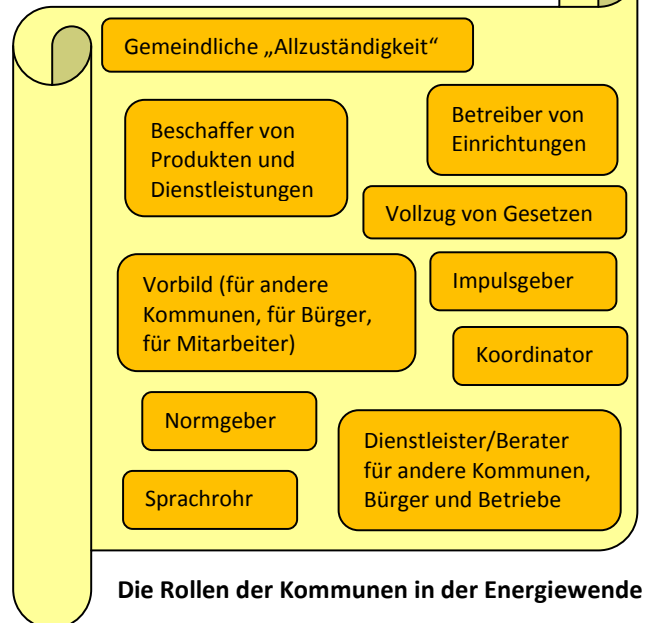 Gemeindliche „Allzuständigkeit“
Beschaffer von
Produkten und
Dienstleistungen
Betreiber von
Einrichtungen
Vollzug von Gesetzen
Vorbild (für andere
Kommunen, für Bürger,
für Mitarbeiter)
Impulsgeber
Koordinator
Normgeber
Dienstleister/Berater
für andere Kommunen,
Bürger und Betriebe
Sprachrohr
Die Rollen der Kommunen in der Energiewende